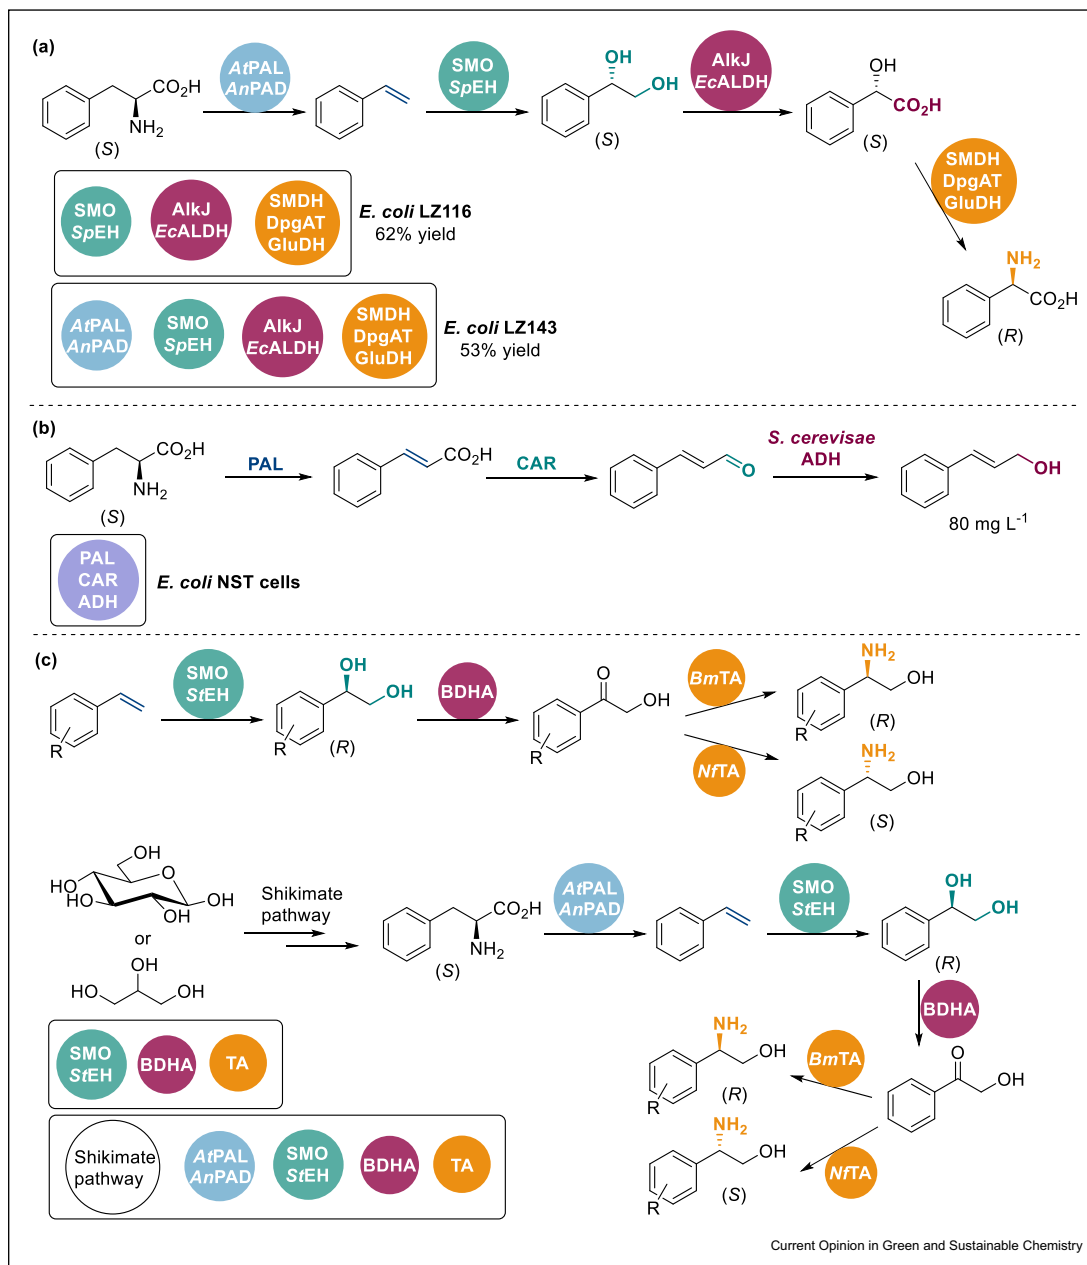 (a)
CO₂H
NH₂
(S)
AtPAL
AnPAD
SMO
SpEH
OH
OH
(S)
AlkJ
EcALDH
OH
CO₂H
(S)
SMDH
DpgAT
GluDH
NH₂
CO₂H
(R)
SMO
SpEH
AlkJ
EcALDH
SMDH
DpgAT
GluDH
E. coli LZ116
62% yield
AtPAL
AnPAD
SMO
SpEH
AlkJ
EcALDH
SMDH
DpgAT
GluDH
E. coli LZ143
53% yield
(b)
CO₂H
NH₂
(S)
PAL
CO₂H
CAR
O
S. cerevisae
ADH
OH
80 mg L⁻¹
PAL
CAR
ADH
E. coli NST cells
(c)
R
SMO
StEH
OH
OH
R
(R)
BDHA
O
OH
R
BmTA
NfTA
NH₂
OH
R
(R)
NH₂
OH
R
(S)
OH
O
HO
HO
OH
OH
or
OH
HO
OH
Shikimate
pathway
CO₂H
NH₂
(S)
AtPAL
AnPAD
SMO
StEH
OH
OH
(R)
BDHA
O
OH
BmTA
NfTA
NH₂
OH
R
(R)
NH₂
OH
R
(S)
SMO
StEH
BDHA
TA
Shikimate
pathway
AtPAL
AnPAD
SMO
StEH
BDHA
TA
Current Opinion in Green and Sustainable Chemistry